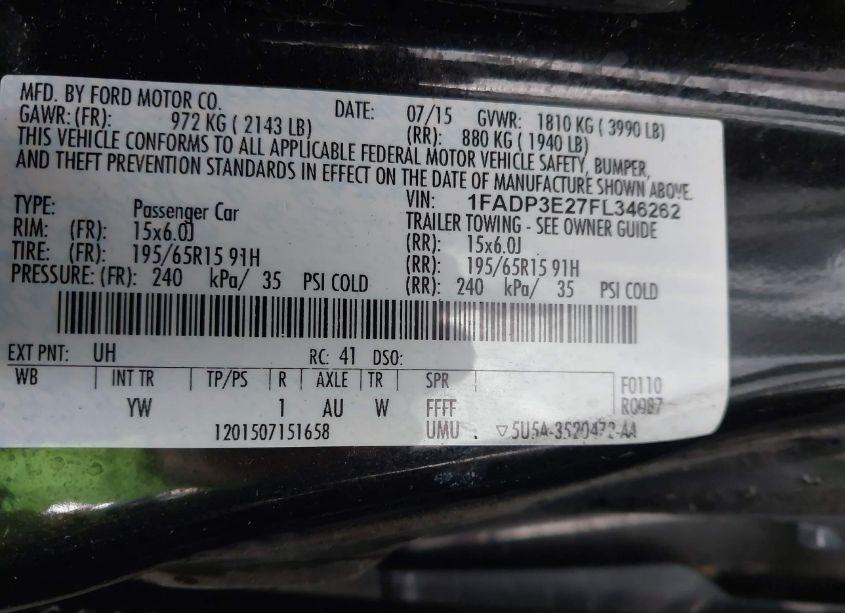 MFD. BY FORD MOTOR CO. DATE: 07/15 GVWR: 1810 KG ( 3990 LB)
GAWR: (FR): 972 KG ( 2143 LB) (RR): 880 KG ( 1940 LB)
THIS VEHICLE CONFORMS TO ALL APPLICABLE FEDERAL MOTOR VEHICLE SAFETY, BUMPER,
AND THEFT PREVENTION STANDARDS IN EFFECT ON THE DATE OF MANUFACTURE SHOWN ABOVE.
VIN: 1FADP3E27FL346262
TYPE: Passenger Car TRAILER TOWING - SEE OWNER GUIDE
RIM: (FR): 15x6.0J (RR): 15x6.0J
TIRE: (FR): 195/65R15 91H (RR): 195/65R15 91H
PRESSURE: (FR): 240 kPa/ 35 PSI COLD (RR): 240 kPa/ 35 PSI COLD
EXT PNT: UH RC: 41 DSO:
WB INT TR TP/PS R AXLE TR SPR F0110
YW 1 AU W FFFF R0987
1201507151658 UMU 5U5A-3520472-AA